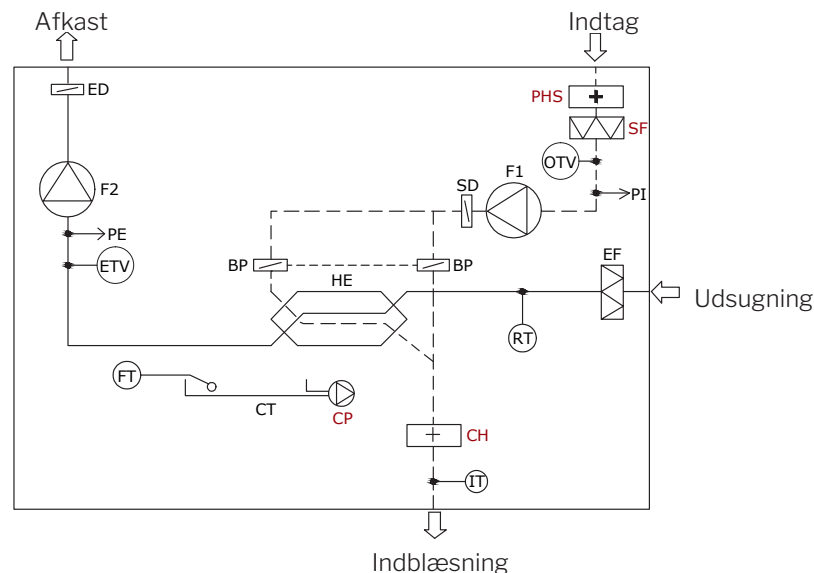 Afkast
Indtag
ED
PHS
SF
OTV
F1
SD
PI
F2
PE
ETV
BP
BP
EF
HE
Udsugning
RT
FT
CT
CP
CH
IT
Indblæsning